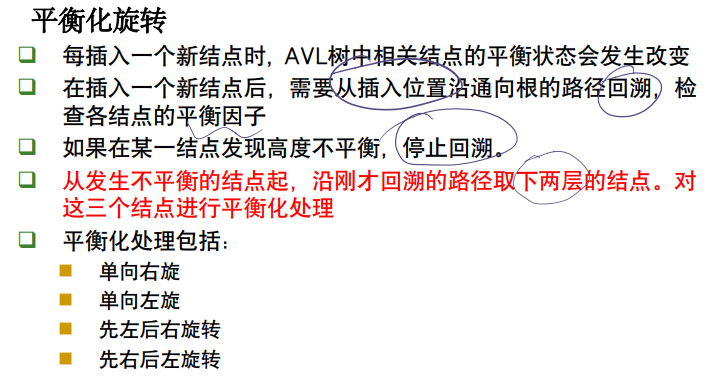 平衡化旋转
每插入一个新结点时，AVL树中相关结点的平衡状态会发生改变
在插入一个新结点后，需要从插入位置沿通向根的路径回溯，检
查各结点的平衡因子
如果在某一结点发现高度不平衡，停止回溯。
从发生不平衡的结点起，沿刚才回溯的路径取下两层的结点。对
这三个结点进行平衡化处理
平衡化处理包括：
单向右旋
单向左旋
先左后右旋转
先右后左旋转